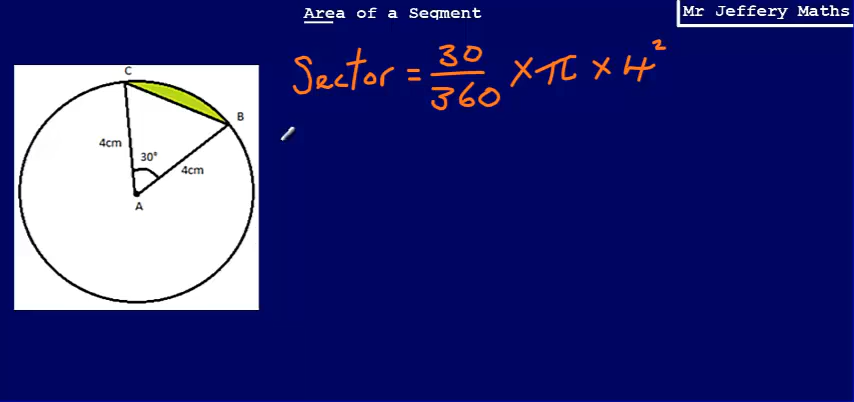 Area of a Segment
Mr Jeffery Maths
Sector = 30/360 × π × 4²
C
B
4cm
30°
4cm
A